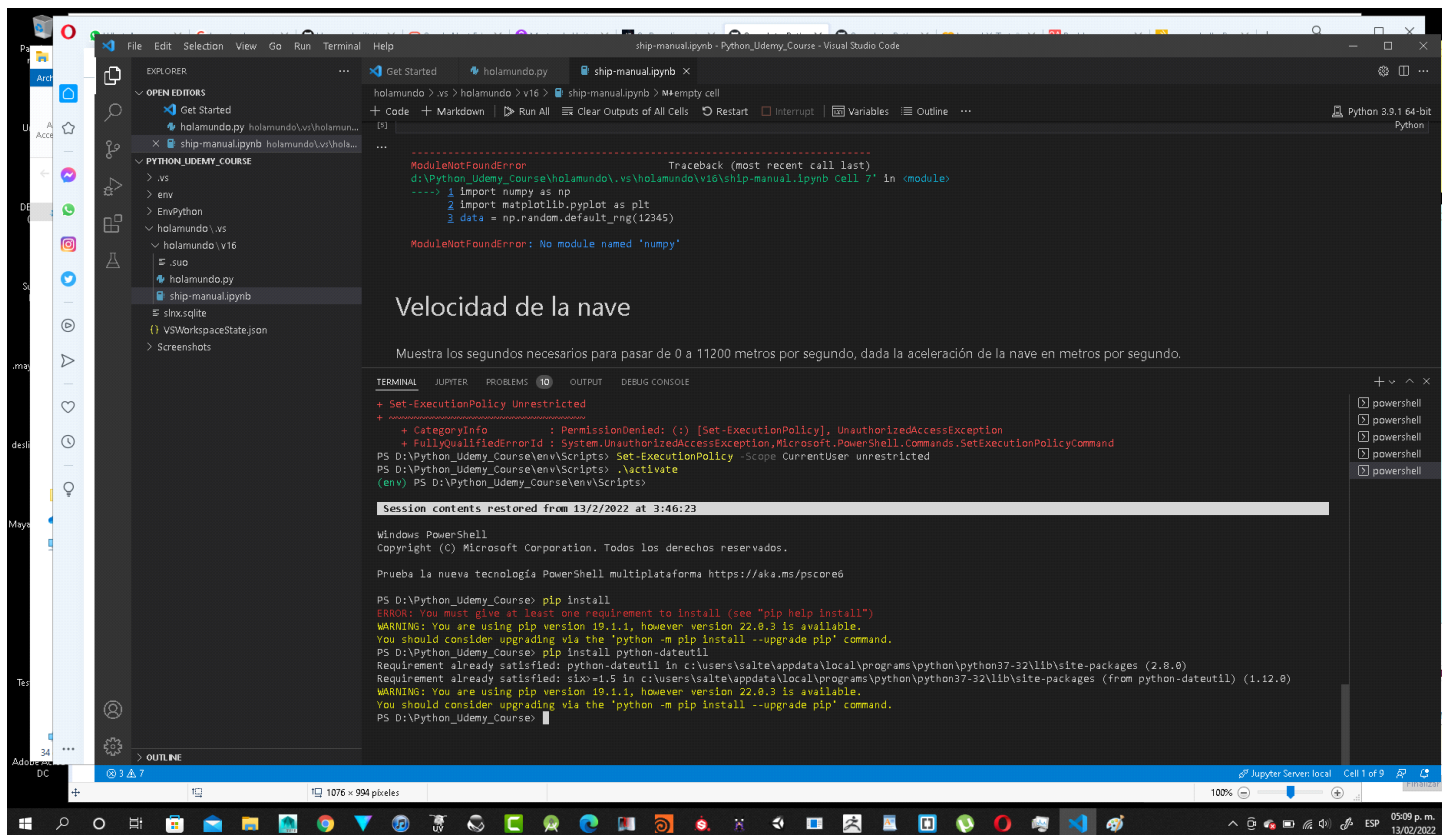 File Edit Selection View Go Run Terminal Help
ship-manual.ipynb - Python_Udemy_Course - Visual Studio Code
EXPLORER
OPEN EDITORS
Get Started
holamundo.py holamundo\.vs\holamun...
ship-manual.ipynb holamundo\.vs\hola...
PYTHON_UDEMY_COURSE
.vs
env
EnvPython
holamundo\.vs
holamundo\v16
.suo
holamundo.py
ship-manual.ipynb
slnx.sqlite
VSWorkspaceState.json
Screenshots
OUTLINE
Get Started holamundo.py ship-manual.ipynb
holamundo > .vs > holamundo > v16 > ship-manual.ipynb > M+empty cell
+ Code + Markdown Run All Clear Outputs of All Cells Restart Interrupt Variables Outline ...
Python 3.9.1 64-bit
[5]
Python
...
---------------------------------------------------------------------------
ModuleNotFoundError Traceback (most recent call last)
d:\Python_Udemy_Course\holamundo\.vs\holamundo\v16\ship-manual.ipynb Cell 7' in <module>
----> 1 import numpy as np
2 import matplotlib.pyplot as plt
3 data = np.random.default_rng(12345)
ModuleNotFoundError: No module named 'numpy'
Velocidad de la nave
Muestra los segundos necesarios para pasar de 0 a 11200 metros por segundo, dada la aceleración de la nave en metros por segundo.
TERMINAL JUPYTER PROBLEMS 10 OUTPUT DEBUG CONSOLE
+ Set-ExecutionPolicy Unrestricted
+ ~~~~~~~~~~~~~~~~~~~~~~~~~~~~~~~~
+ CategoryInfo : PermissionDenied: (:) [Set-ExecutionPolicy], UnauthorizedAccessException
+ FullyQualifiedErrorId : System.UnauthorizedAccessException,Microsoft.PowerShell.Commands.SetExecutionPolicyCommand
PS D:\Python_Udemy_Course\env\Scripts> Set-ExecutionPolicy -Scope CurrentUser unrestricted
PS D:\Python_Udemy_Course\env\Scripts> .\activate
(env) PS D:\Python_Udemy_Course\env\Scripts>
Session contents restored from 13/2/2022 at 3:46:23
Windows PowerShell
Copyright (C) Microsoft Corporation. Todos los derechos reservados.
Prueba la nueva tecnología PowerShell multiplataforma https://aka.ms/pscore6
PS D:\Python_Udemy_Course> pip install
ERROR: You must give at least one requirement to install (see "pip help install")
WARNING: You are using pip version 19.1.1, however version 22.0.3 is available.
You should consider upgrading via the 'python -m pip install --upgrade pip' command.
PS D:\Python_Udemy_Course> pip install python-dateutil
Requirement already satisfied: python-dateutil in c:\users\salte\appdata\local\programs\python\python37-32\lib\site-packages (2.8.0)
Requirement already satisfied: six>=1.5 in c:\users\salte\appdata\local\programs\python\python37-32\lib\site-packages (from python-dateutil) (1.12.0)
WARNING: You are using pip version 19.1.1, however version 22.0.3 is available.
You should consider upgrading via the 'python -m pip install --upgrade pip' command.
PS D:\Python_Udemy_Course>
powershell
powershell
powershell
powershell
powershell
3 7
Jupyter Server: local Cell 1 of 9
1076 × 994 píxeles
100%
Finalizar
Arch
Acce
desli
Maya
Tes
34
Adobe Ac
DC
ESP
05:09 p. m.
13/02/2022